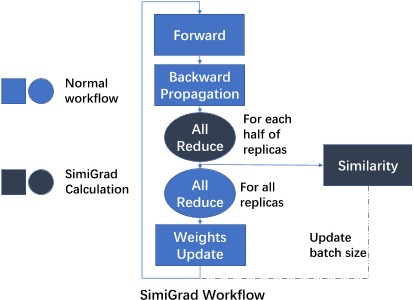 Forward
Normal
workflow
Backward
Propagation
For each
half of
replicas
All
Reduce
SimiGrad
Calculation
Similarity
All
Reduce
For all
replicas
Weights
Update
Update
batch size
SimiGrad Workflow